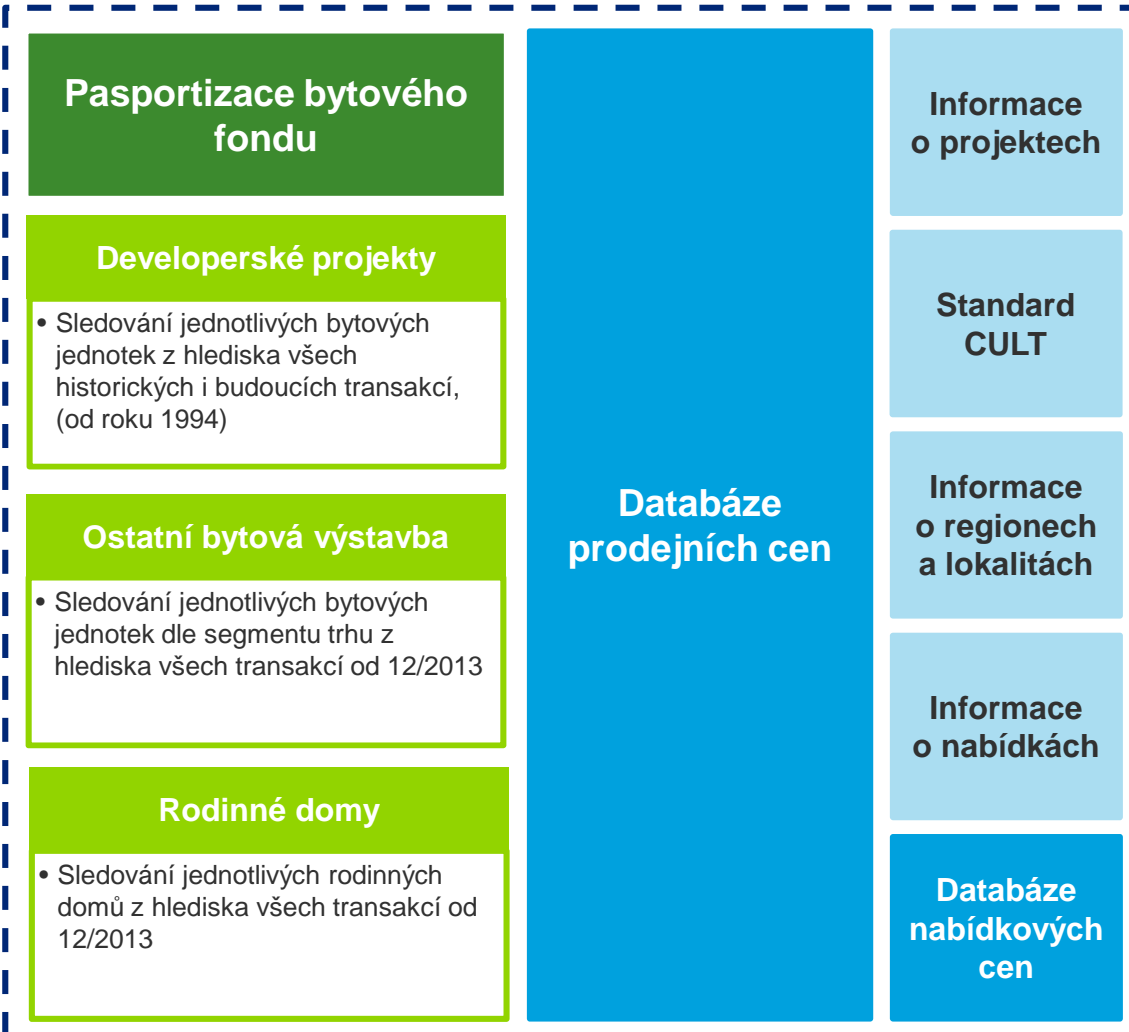 Pasportizace bytového
fondu
Developerské projekty
• Sledování jednotlivých bytových
jednotek z hlediska všech
historických i budoucích transakcí,
(od roku 1994)
Ostatní bytová výstavba
• Sledování jednotlivých bytových
jednotek dle segmentu trhu z
hlediska všech transakcí od 12/2013
Rodinné domy
• Sledování jednotlivých rodinných
domů z hlediska všech transakcí od
12/2013
Databáze
prodejních cen
Informace
o projektech
Standard
CULT
Informace
o regionech
a lokalitách
Informace
o nabídkách
Databáze
nabídkových
cen